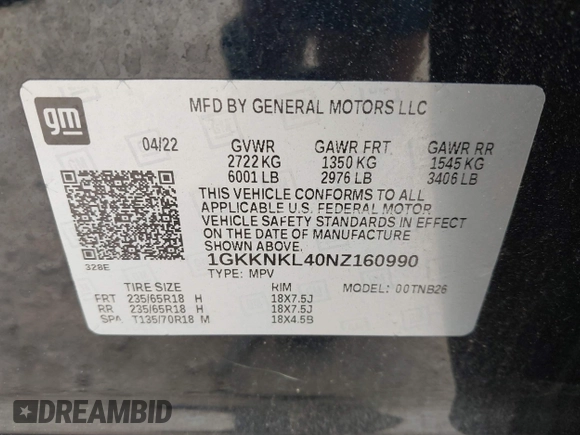 gm
MFD BY GENERAL MOTORS LLC
04/22 GVWR GAWR FRT GAWR RR
2722 KG 1350 KG 1545 KG
6001 LB 2976 LB 3406 LB
THIS VEHICLE CONFORMS TO ALL
APPLICABLE U.S. FEDERAL MOTOR
VEHICLE SAFETY STANDARDS IN EFFECT
ON THE DATE OF MANUFACTURE
SHOWN ABOVE.
328E
1GKKNKL40NZ160990
TYPE: MPV
TIRE SIZE RIM MODEL: 00TNB26
FRT 235/65R18 H 18X7.5J
RR 235/65R18 H 18X7.5J
SPA T135/70R18 M 18X4.5B
DREAMBID